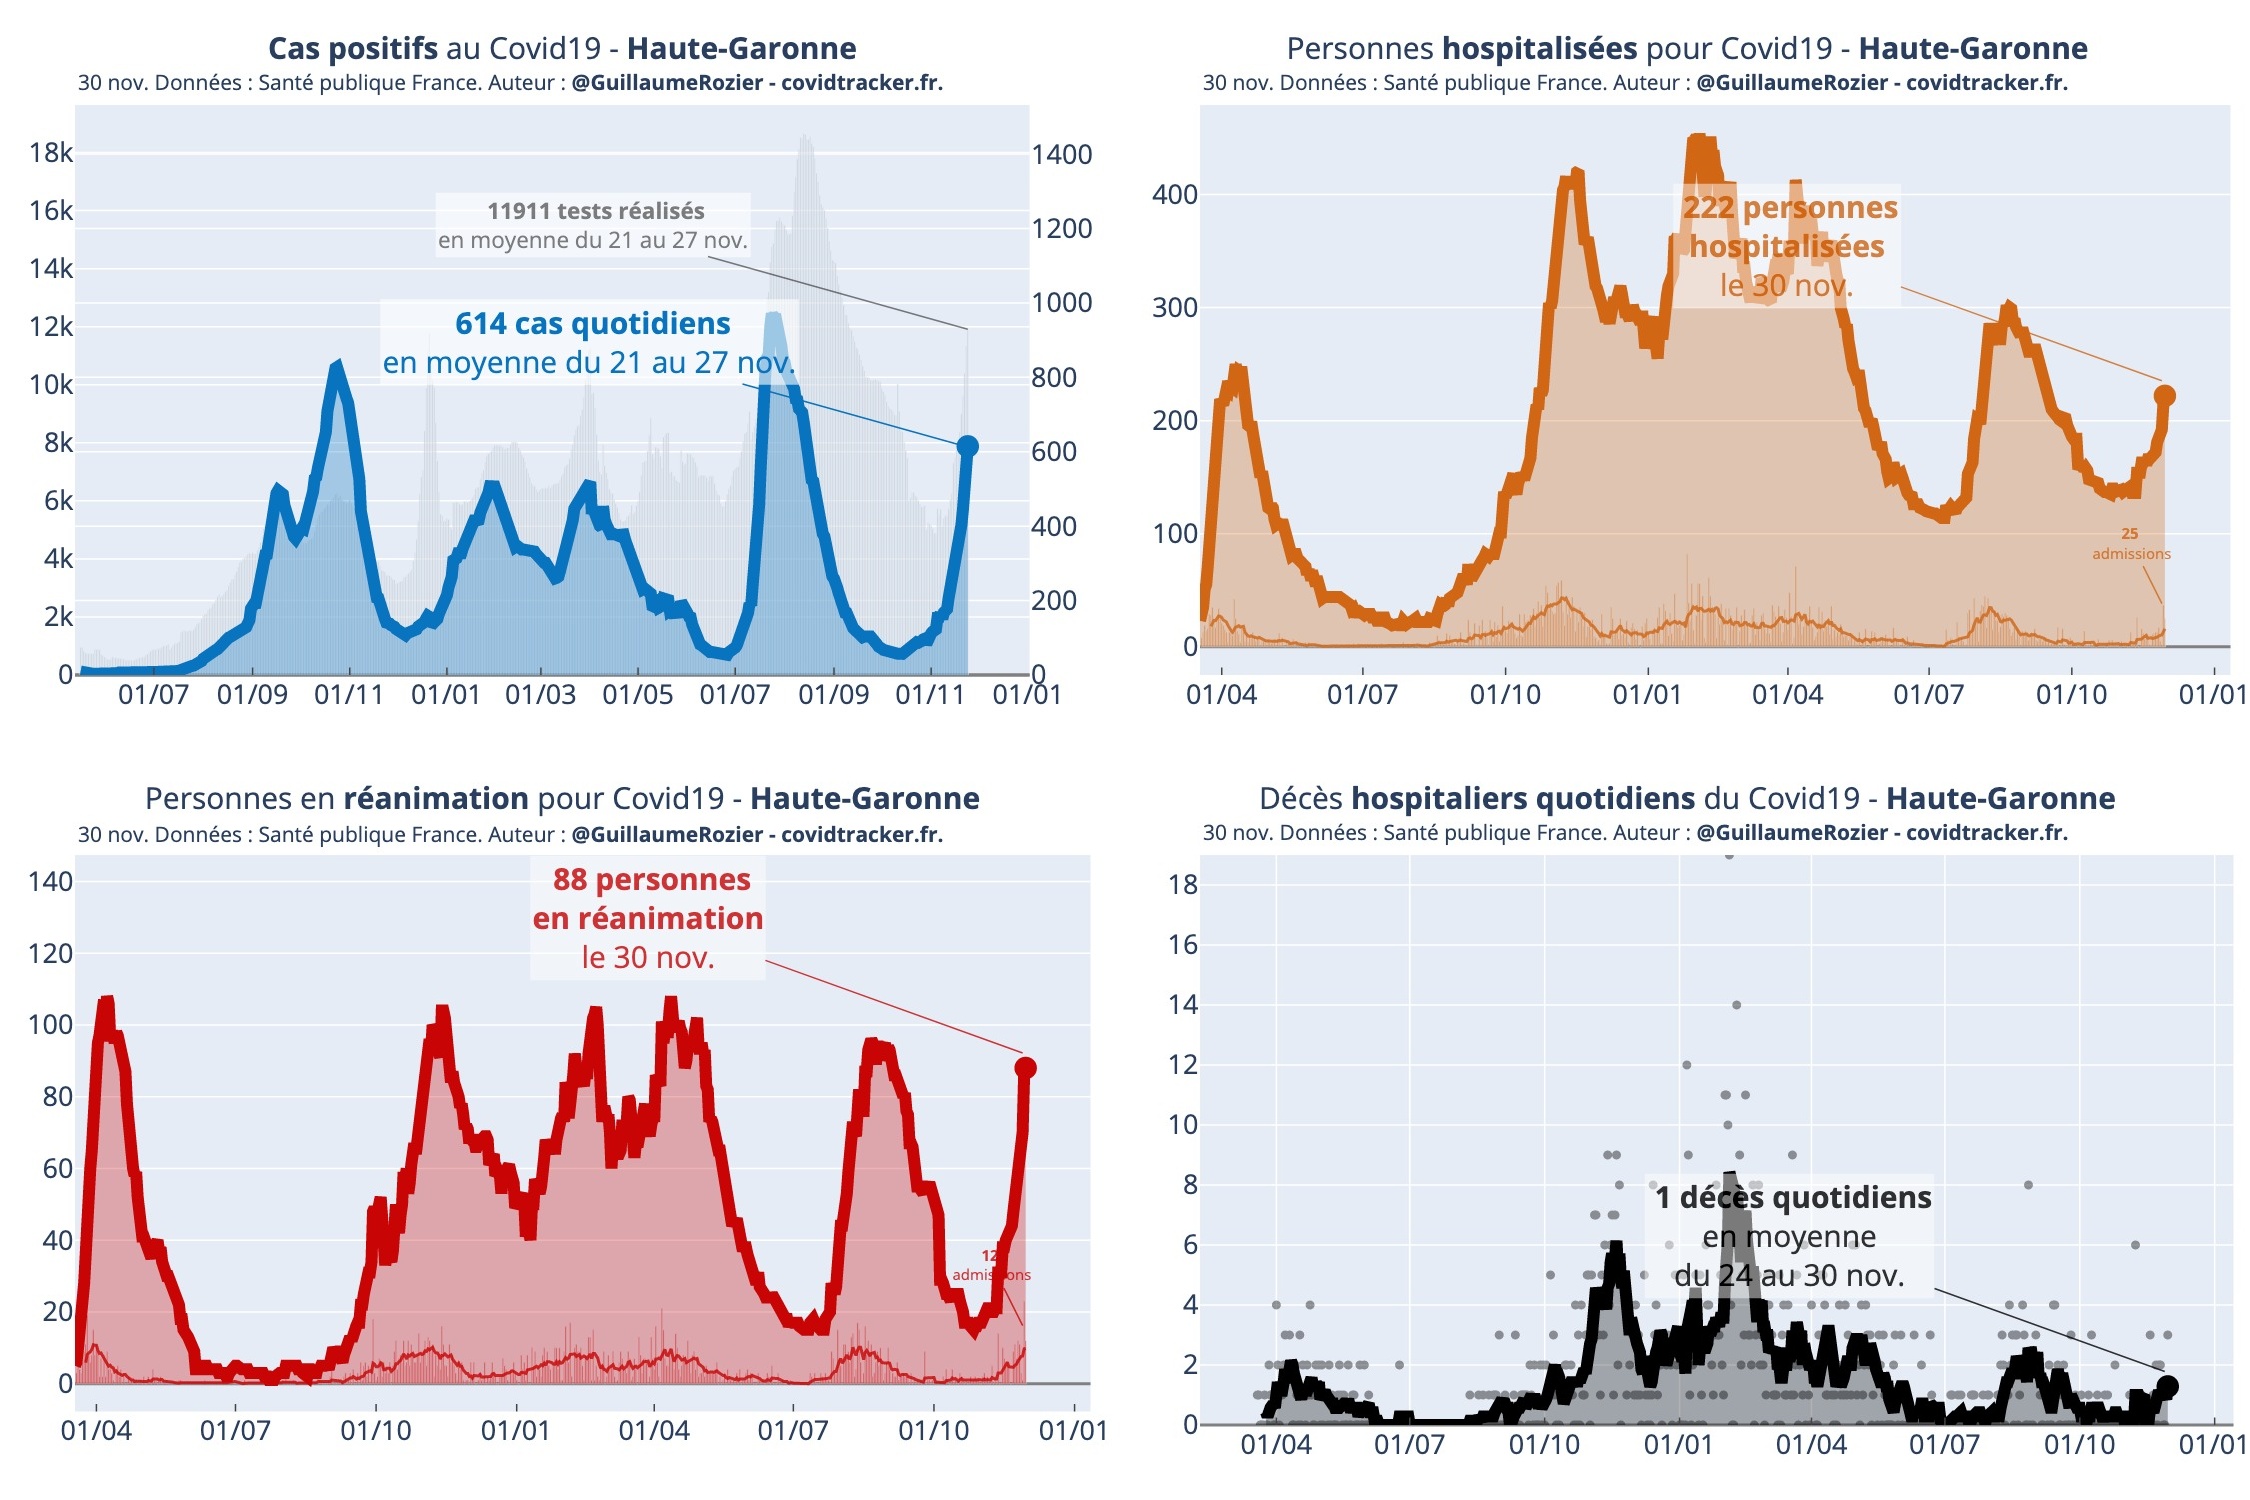 Cas positifs au Covid19 - Haute-Garonne
30 nov. Données : Santé publique France. Auteur : @GuillaumeRozier - covidtracker.fr.
18k
16k
14k
12k
10k
8k
6k
4k
2k
0
1400
1200
1000
800
600
400
200
0
11911 tests réalisés
en moyenne du 21 au 27 nov.
614 cas quotidiens
en moyenne du 21 au 27 nov.
01/07 01/09 01/11 01/01 01/03 01/05 01/07 01/09 01/11 01/01
Personnes hospitalisées pour Covid19 - Haute-Garonne
30 nov. Données : Santé publique France. Auteur : @GuillaumeRozier - covidtracker.fr.
400
300
200
100
0
222 personnes
hospitalisées
le 30 nov.
25
admissions
01/04 01/07 01/10 01/01 01/04 01/07 01/10 01/01
Personnes en réanimation pour Covid19 - Haute-Garonne
30 nov. Données : Santé publique France. Auteur : @GuillaumeRozier - covidtracker.fr.
140
120
100
80
60
40
20
0
88 personnes
en réanimation
le 30 nov.
12
admissions
01/04 01/07 01/10 01/01 01/04 01/07 01/10 01/01
Décès hospitaliers quotidiens du Covid19 - Haute-Garonne
30 nov. Données : Santé publique France. Auteur : @GuillaumeRozier - covidtracker.fr.
18
16
14
12
10
8
6
4
2
0
1 décès quotidiens
en moyenne
du 24 au 30 nov.
01/04 01/07 01/10 01/01 01/04 01/07 01/10 01/01